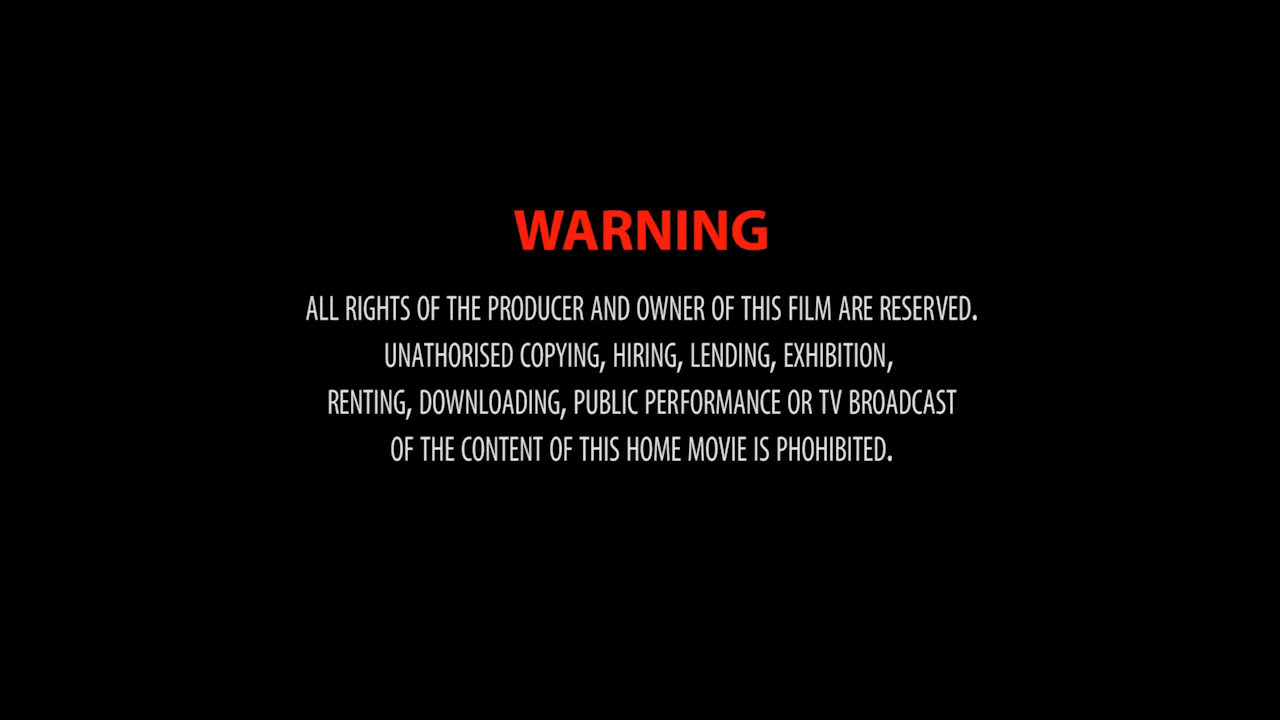 WARNING
ALL RIGHTS OF THE PRODUCER AND OWNER OF THIS FILM ARE RESERVED.
UNATHORISED COPYING, HIRING, LENDING, EXHIBITION,
RENTING, DOWNLOADING, PUBLIC PERFORMANCE OR TV BROADCAST
OF THE CONTENT OF THIS HOME MOVIE IS PHOHIBITED.